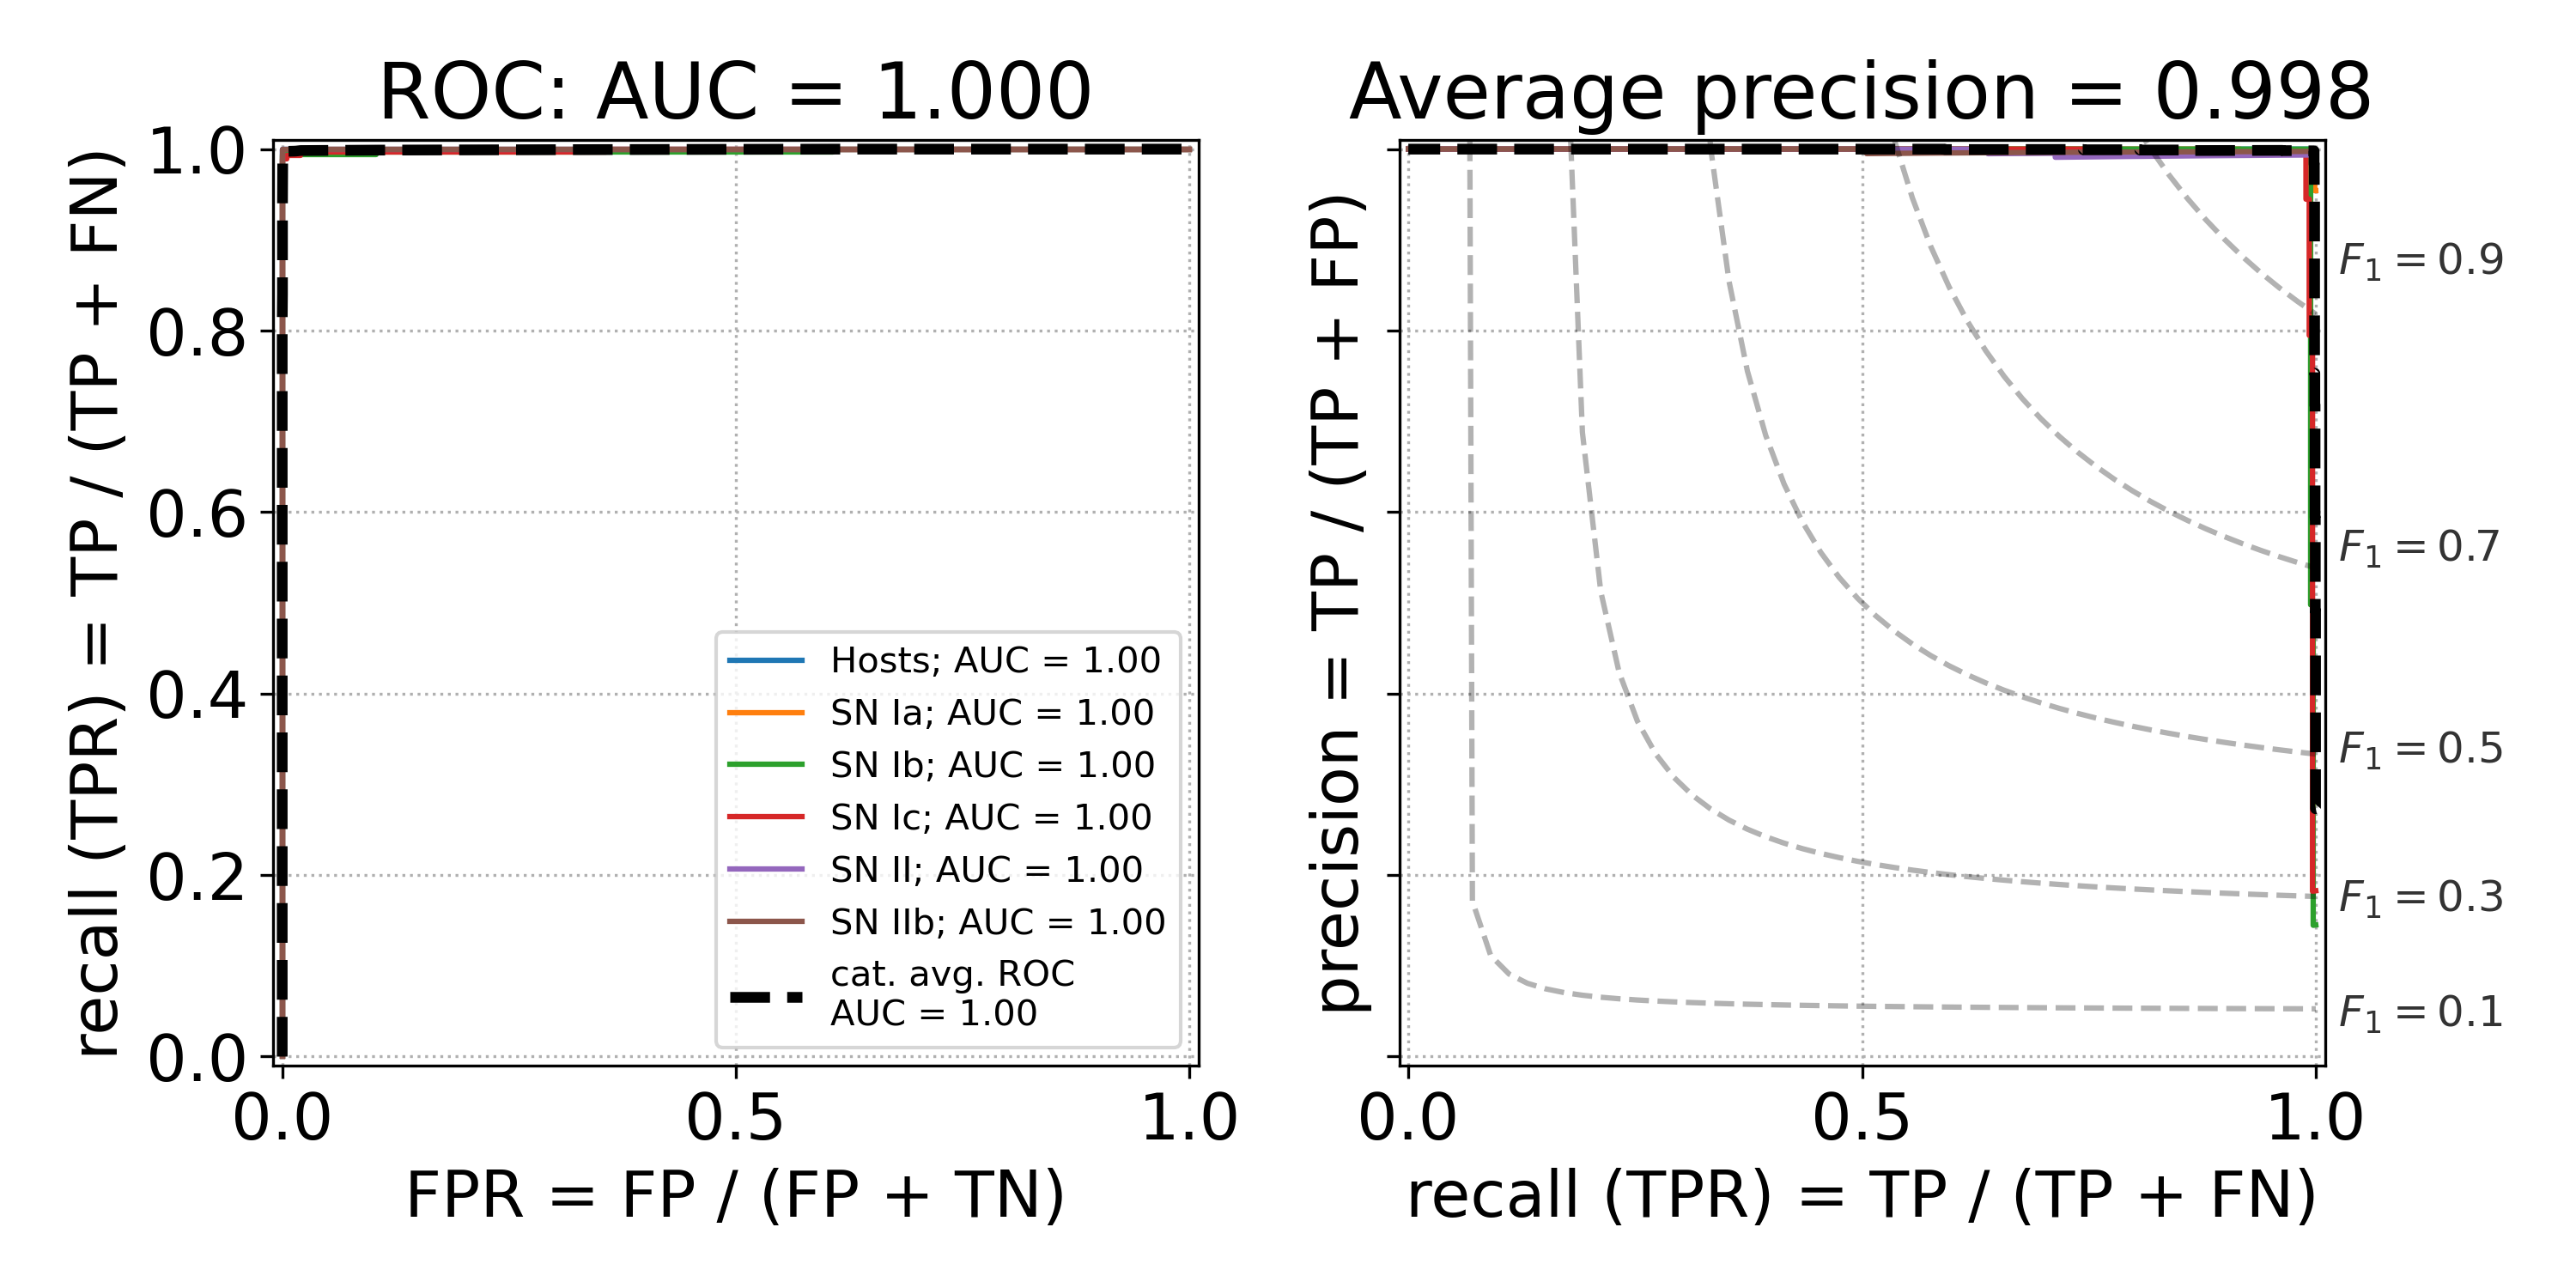 ROC: AUC = 1.000
recall (TPR) = TP / (TP + FN)
1.0
0.8
0.6
0.4
0.2
0.0
Hosts; AUC = 1.00
SN Ia; AUC = 1.00
SN Ib; AUC = 1.00
SN Ic; AUC = 1.00
SN II; AUC = 1.00
SN IIb; AUC = 1.00
cat. avg. ROC
AUC = 1.00
0.0 0.5 1.0
FPR = FP / (FP + TN)
Average precision = 0.998
precision = TP / (TP + FP)
F₁ = 0.9
F₁ = 0.7
F₁ = 0.5
F₁ = 0.3
F₁ = 0.1
0.0 0.5 1.0
recall (TPR) = TP / (TP + FN)